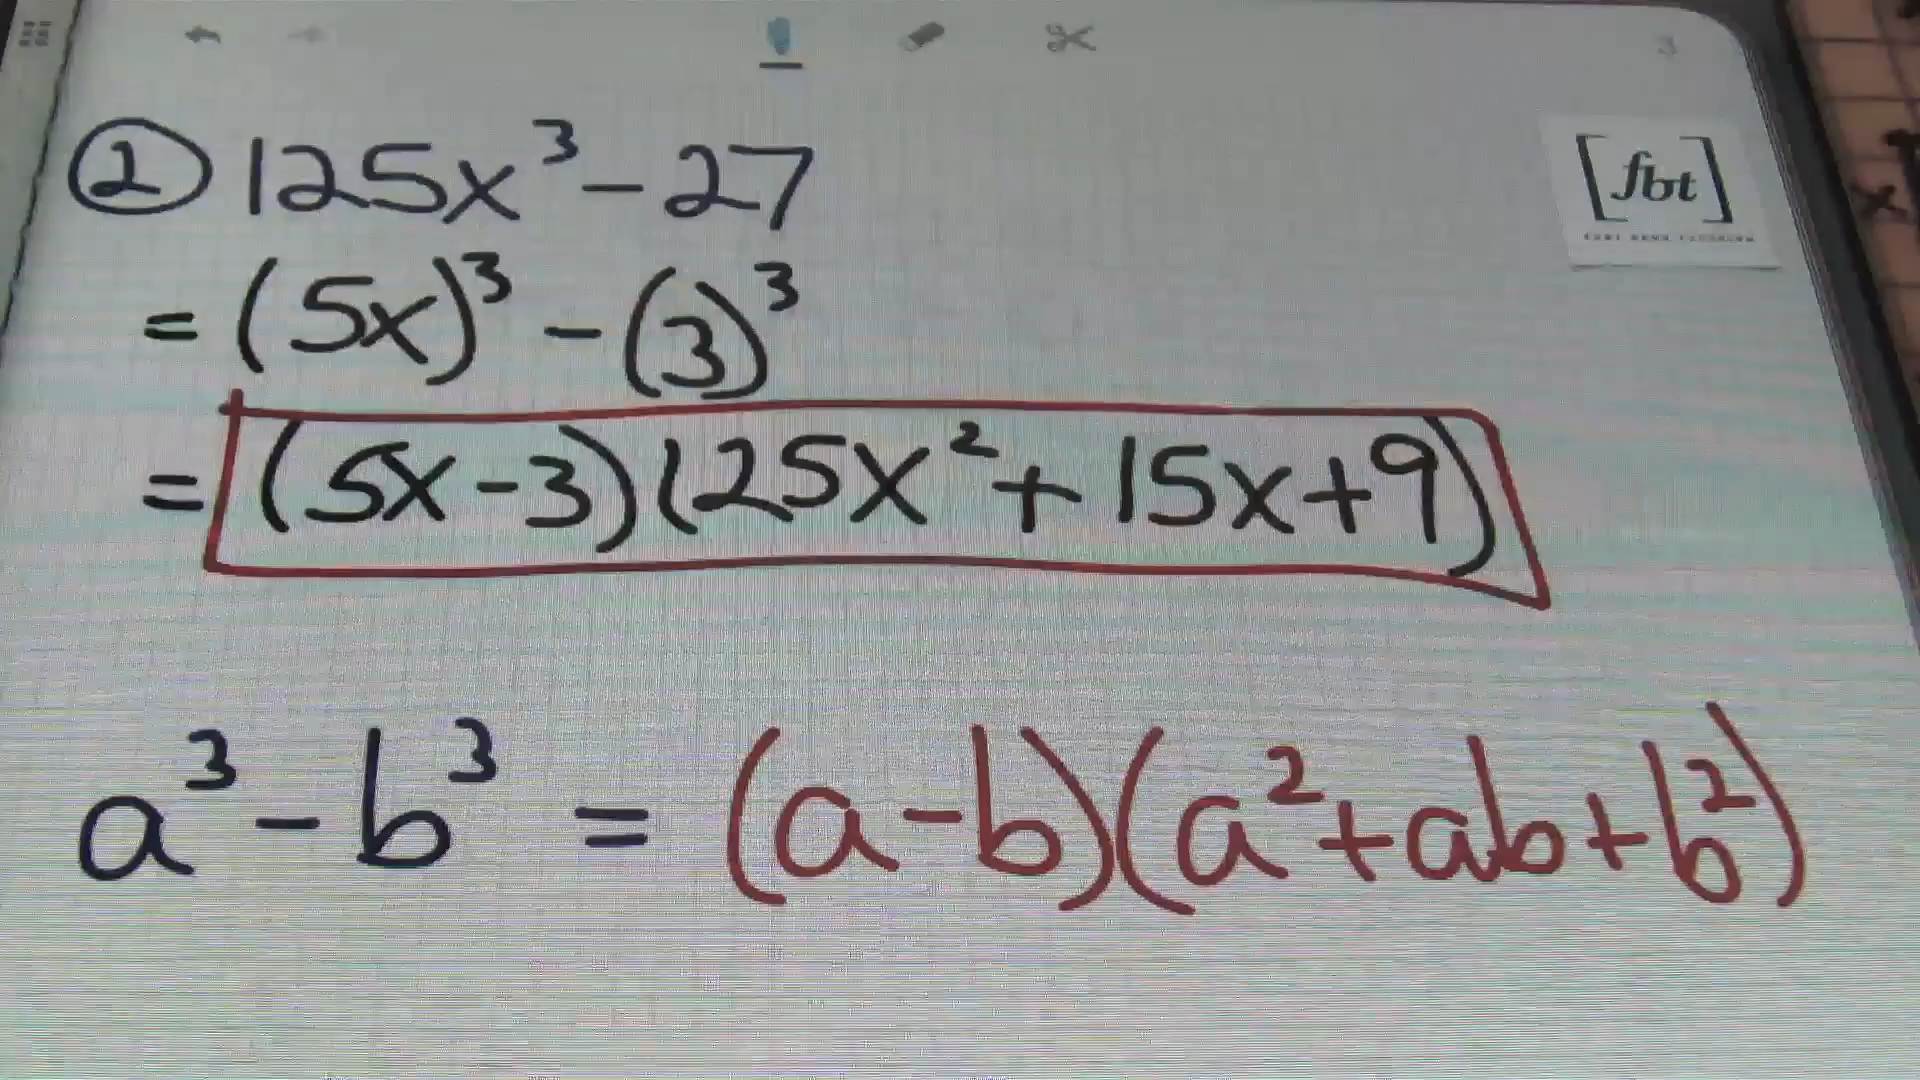 ② 125x³ - 27
[fbt]
= (5x)³ - (3)³
= (5x-3)(25x² + 15x+9)
a³ - b³ = (a-b)(a²+ab+b²)